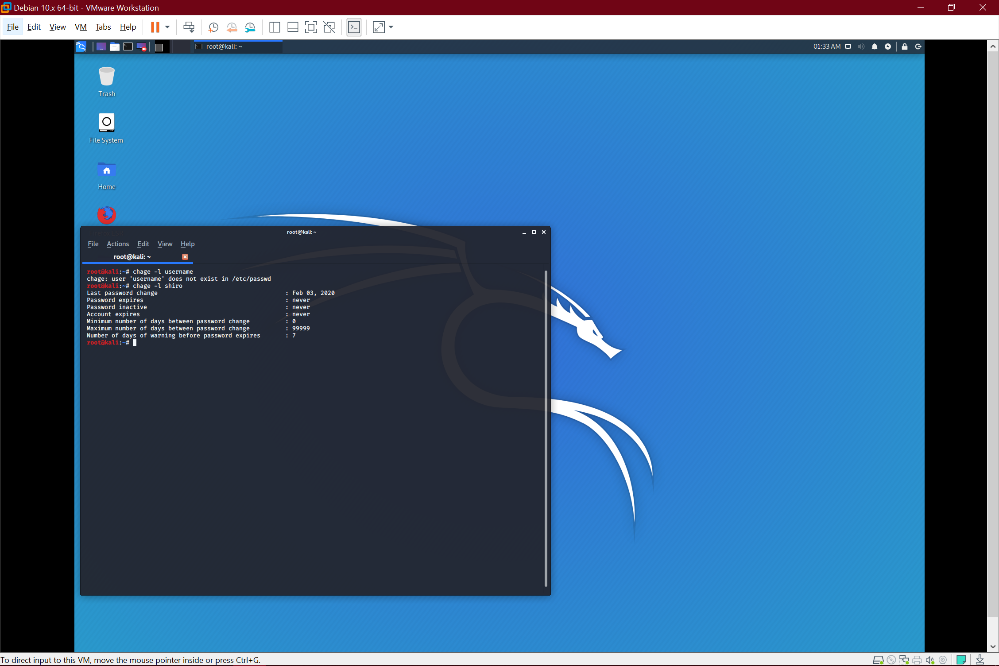 Debian 10.x 64-bit - VMware Workstation
File Edit View VM Tabs Help
root@kali: ~
01:33 AM
Trash
File System
Home
Firefox ESR
root@kali: ~
File Actions Edit View Help
root@kali: ~
root@kali:~# chage -l username
chage: user 'username' does not exist in /etc/passwd
root@kali:~# chage -l shiro
Last password change : Feb 03, 2020
Password expires : never
Password inactive : never
Account expires : never
Minimum number of days between password change : 0
Maximum number of days between password change : 99999
Number of days of warning before password expires : 7
root@kali:~#
To direct input to this VM, move the mouse pointer inside or press Ctrl+G.